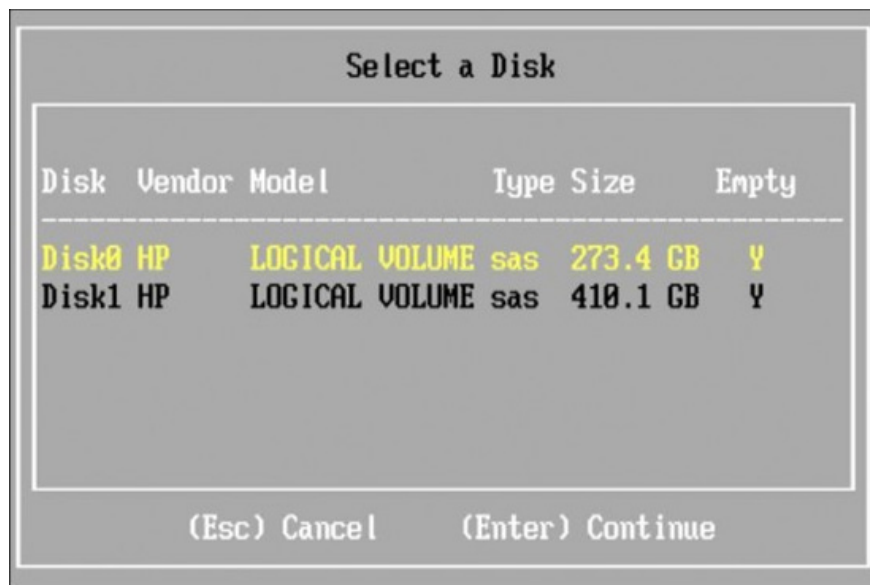 Select a Disk
Disk Vendor Model Type Size Empty
Disk0 HP LOGICAL VOLUME sas 273.4 GB Y
Disk1 HP LOGICAL VOLUME sas 410.1 GB Y
(Esc) Cancel (Enter) Continue